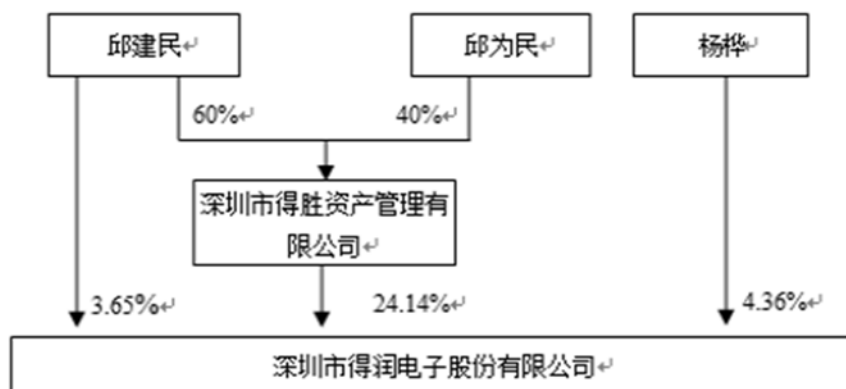 邱建民↵
邱为民↵
杨桦↵
60%↵
40%↵
深圳市得胜资产管理有
限公司↵
3.65%↵
24.14%↵
4.36%↵
深圳市得润电子股份有限公司↵